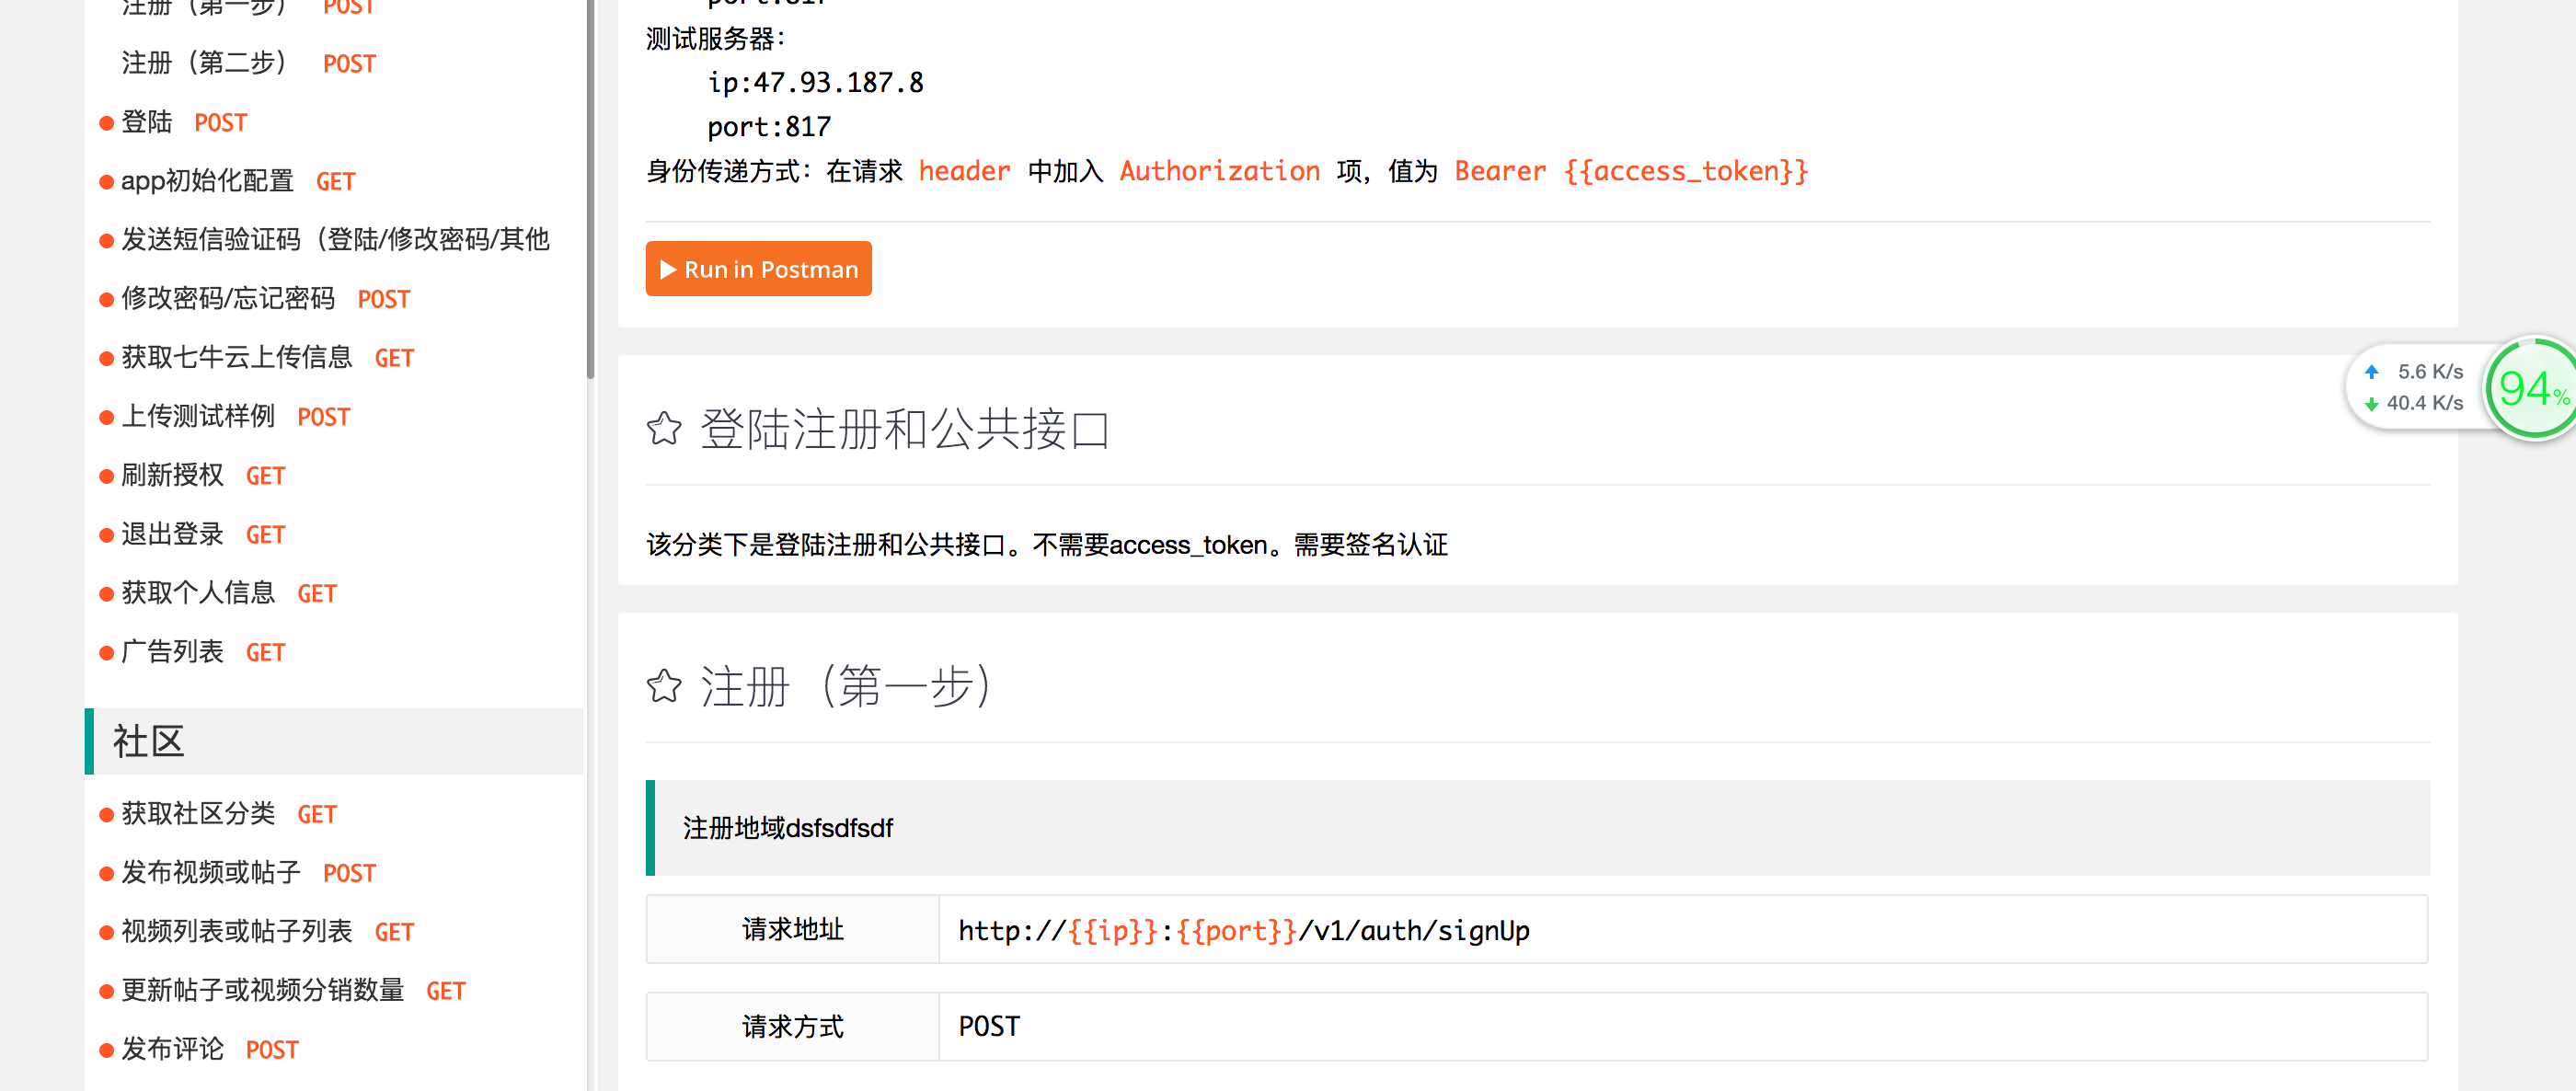 注册（第一步） POST
注册（第二步） POST
登陆 POST
app初始化配置 GET
发送短信验证码（登陆/修改密码/其他
修改密码/忘记密码 POST
获取七牛云上传信息 GET
上传测试样例 POST
刷新授权 GET
退出登录 GET
获取个人信息 GET
广告列表 GET
社区
获取社区分类 GET
发布视频或帖子 POST
视频列表或帖子列表 GET
更新帖子或视频分销数量 GET
发布评论 POST
port:817
测试服务器：
ip:47.93.187.8
port:817
身份传递方式：在请求 header 中加入 Authorization 项，值为 Bearer {{access_token}}
Run in Postman
登陆注册和公共接口
该分类下是登陆注册和公共接口。不需要access_token。需要签名认证
注册（第一步）
注册地域dsfsdfsdf
请求地址 http://{{ip}}:{{port}}/v1/auth/signUp
请求方式 POST
5.6 K/s
40.4 K/s
94%